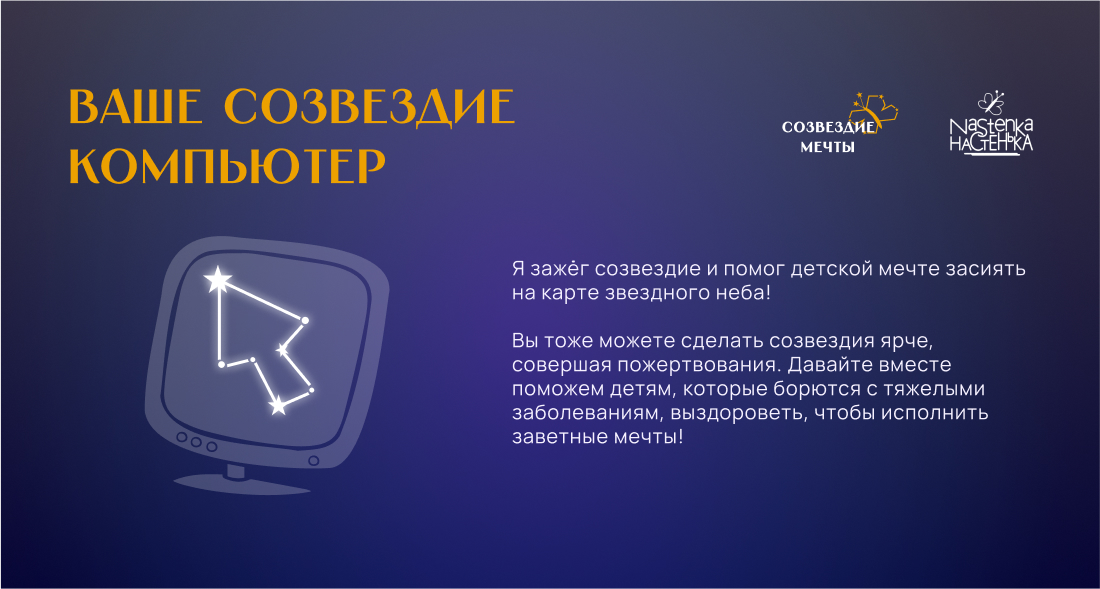 ВАШЕ СОЗВЕЗДИЕ
КОМПЬЮТЕР
СОЗВЕЗДИЕ
МЕЧТЫ
Nastenka
НАСТЕНЬКА
Я зажёг созвездие и помог детской мечте засиять
на карте звездного неба!
Вы тоже можете сделать созвездия ярче,
совершая пожертвования. Давайте вместе
поможем детям, которые борются с тяжелыми
заболеваниям, выздороветь, чтобы исполнить
заветные мечты!